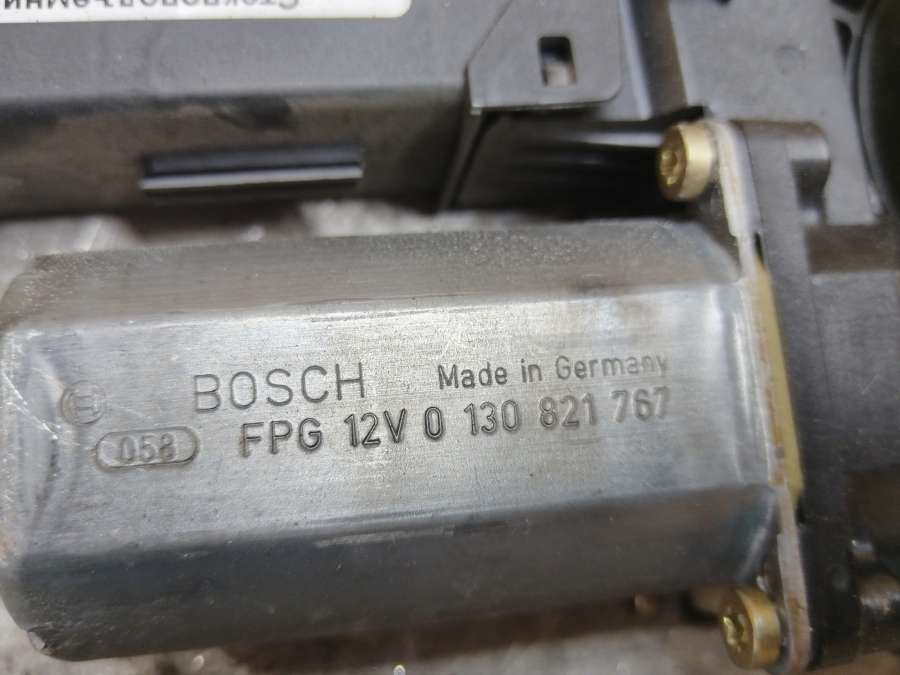 BOSCH Made in Germany
058 FPG 12V 0 130 821 767